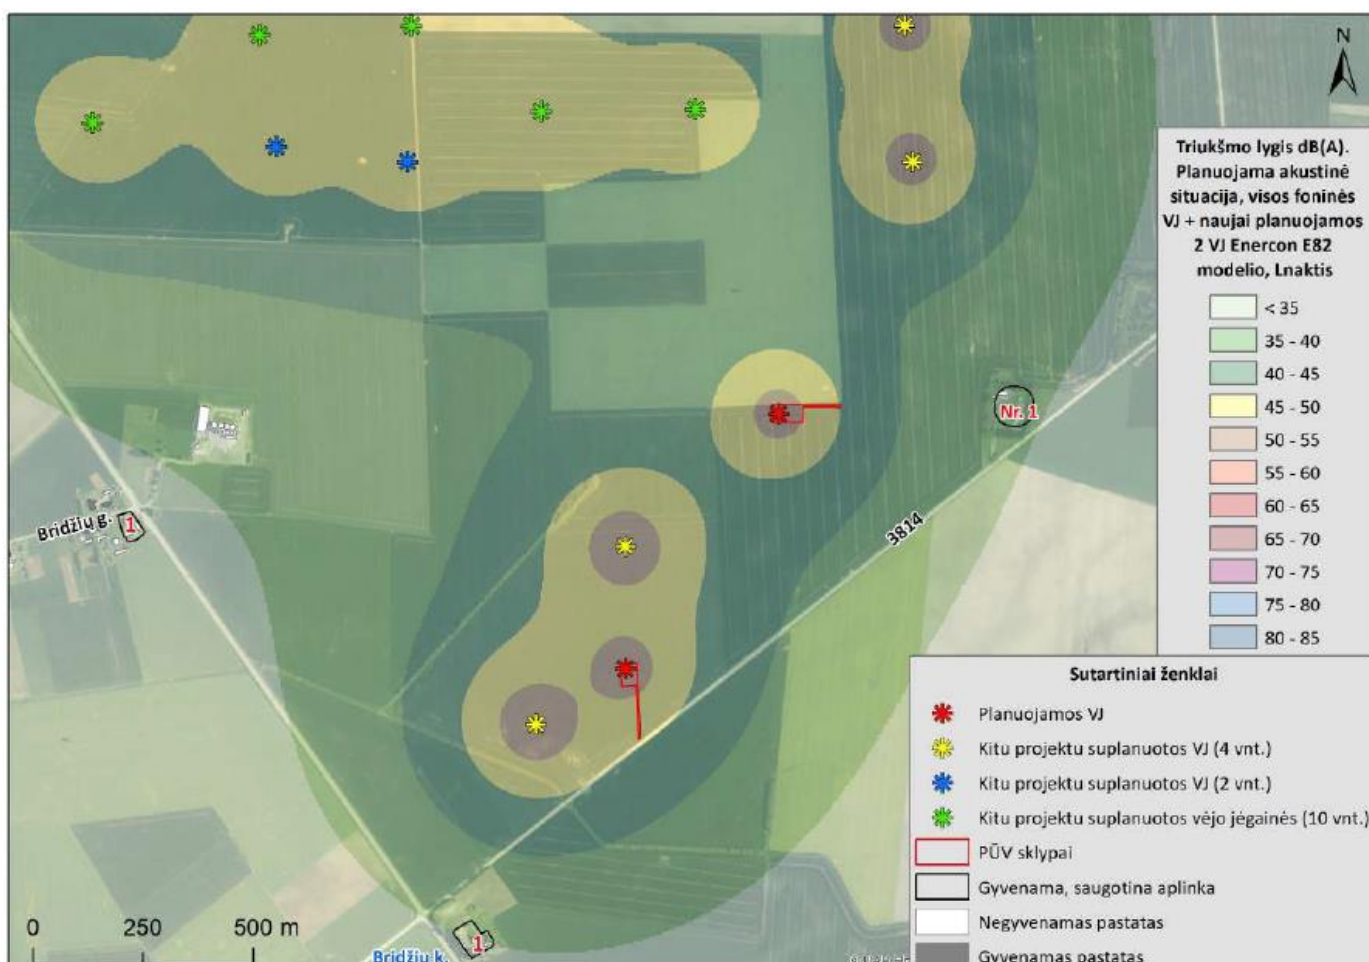 N
Triukšmo lygis dB(A).
Planuojama akustinė
situacija, visos foninės
VJ + naujai planuojamos
2 VJ Enercon E82
modelio, Lnaktis
< 35
35 - 40
40 - 45
45 - 50
50 - 55
55 - 60
60 - 65
65 - 70
70 - 75
75 - 80
80 - 85
Nr. 1
3814
Bridžių g.
1
Sutartiniai ženklai
Planuojamos VJ
Kitu projektu suplanuotos VJ (4 vnt.)
Kitu projektu suplanuotos VJ (2 vnt.)
Kitu projektu suplanuotos vėjo jėgainės (10 vnt.)
PŪV sklypai
Gyvenama, saugotina aplinka
Negyvenamas pastatas
Gyvenamas pastatas
0 250 500 m
1
Bridžių k.